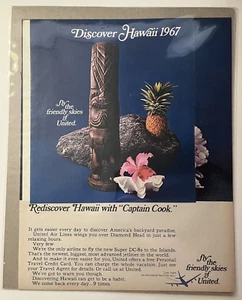 Discover Hawaii 1967
fly
the
friendly skies
of
United.
Rediscover Hawaii with "Captain Cook."
It gets easier every day to discover America's backyard paradise.
United Air Lines wings you over Diamond Head in just a few
relaxing hours.
Very few.
We're the only airline to fly the new Super DC-8s to the Islands.
That's the newest, biggest, most advanced jetliner in the world.
And to make it even easier for you, United offers a free Personal
Travel Credit Card. You can charge the whole vacation. Just see
your Travel Agent for details. Or call us at United.
We've got to warn you though.
Discovering Hawaii can get to be a habit.
We come back every day - 9 times.
fly
the
friendly skies
of
United.